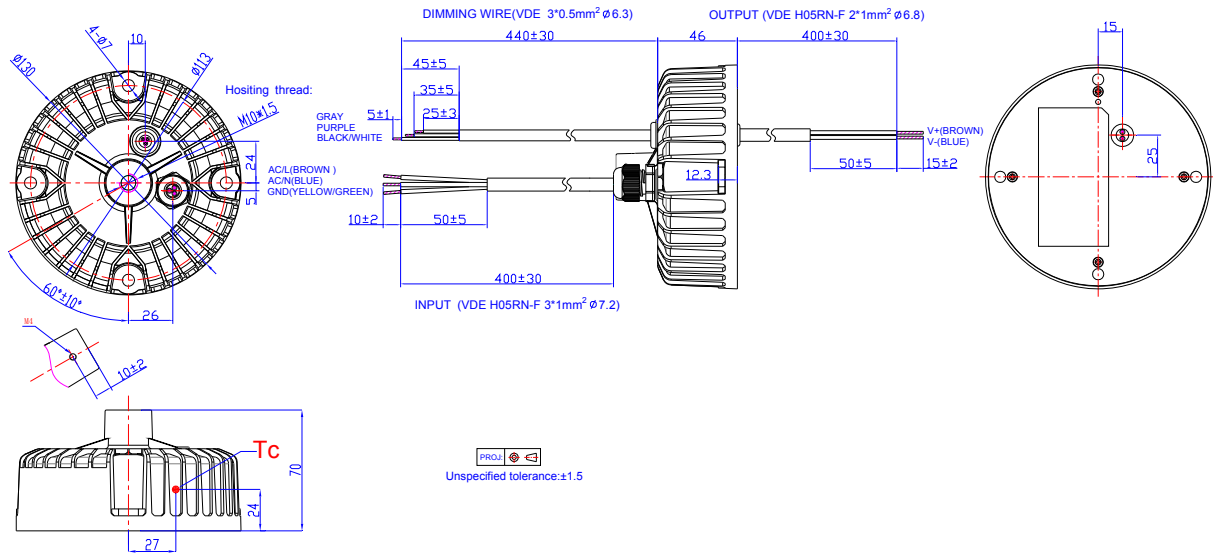 DIMMING WIRE(VDE 3*0.5mm² Ø6.3)
OUTPUT (VDE H05RN-F 2*1mm² Ø6.8)
440±30
46
400±30
45±5
35±5
25±3
5±1
GRAY
PURPLE
BLACK/WHITE
4-Ø7
10
Ø130
Ø113
Hositing thread:
M10*1.5
24
5
AC/L(BROWN )
AC/N(BLUE)
GND(YELLOW/GREEN)
10±2
50±5
400±30
INPUT (VDE H05RN-F 3*1mm² Ø7.2)
12.3
V+(BROWN)
V-(BLUE)
50±5
15±2
15
25
60°±10°
26
M4
10±2
Tc
70
24
27
PROJ:
Unspecified tolerance:±1.5